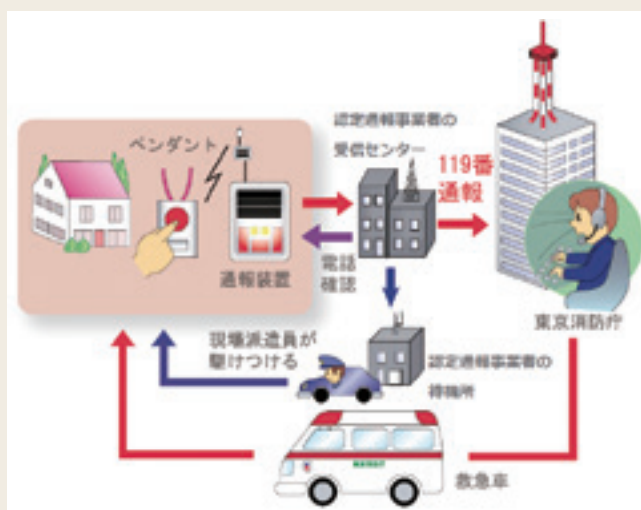 ペンダント
通報装置
認定通報事業者の
受信センター
119番
通報
電話
確認
東京消防庁
現場派遣員が
駆けつける
認定通報事業者の
待機所
救急車